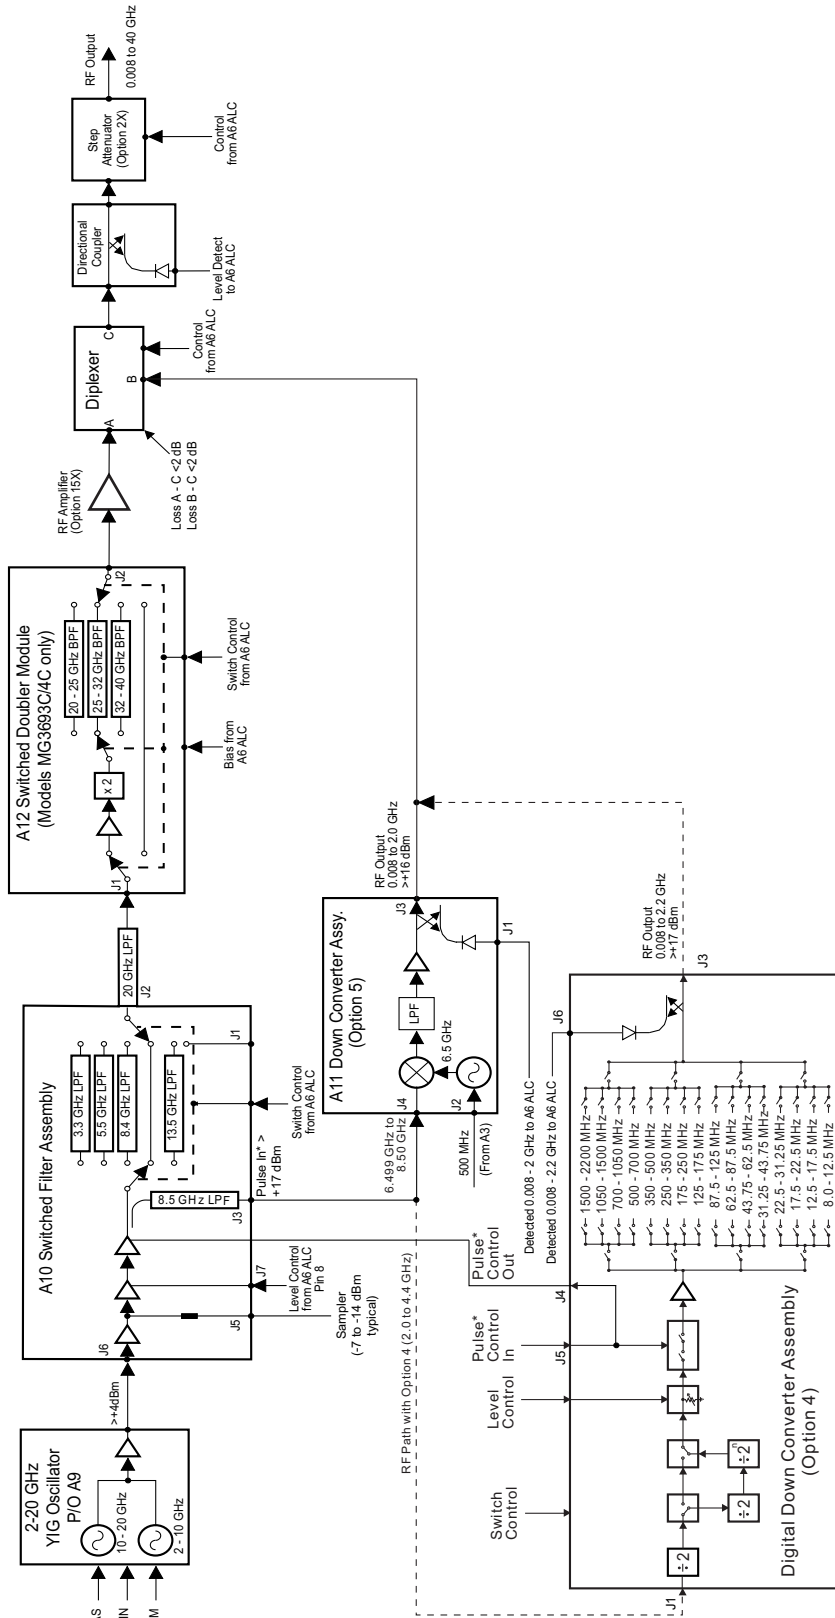 2-20 GHz
YIG Oscillator
P/O A9
10 - 20 GHz
2 - 10 GHz
AS
IN
M
>+4dBm
A10 Switched Filter Assembly
J6
J5
J7
J3
8.5 GHz LPF
3.3 GHz LPF
5.5 GHz LPF
8.4 GHz LPF
13.5 GHz LPF
J1
J2
20 GHz LPF
Sampler
(-7 to -14 dBm
typical)
Level Control
from A6 ALC
Pin 8
Pulse In* >
+17 dBm
Switch Control
from A6 ALC
A12 Switched Doubler Module
(Models MG3693C/4C only)
J1
x 2
20 - 25 GHz BPF
25 - 32 GHz BPF
32 - 40 GHz BPF
J2
Bias from
A6 ALC
Switch Control
from A6 ALC
RF Amplifier
(Option 15X)
Diplexer
A
B
C
Loss A - C <2 dB
Loss B - C <2 dB
Control
from A6 ALC
Directional
Coupler
Level Detect
to A6 ALC
Step
Attenuator
(Option 2X)
Control
from A6 ALC
RF Output
0.008 to 40 GHz
A11 Down Converter Assy.
(Option 5)
J4
J2
LPF
6.5 GHz
J3
J1
6.499 GHz to
8.50 GHz
500 MHz
(From A3)
RF Output
0.008 to 2.0 GHz
>+16 dBm
Detected 0.008 - 2 GHz to A6 ALC
Detected 0.008 - 2.2 GHz to A6 ALC
RF Path with Option 4 (2.0 to 4.4 GHz)
Switch
Control
Level
Control
Pulse*
Control
In
Pulse*
Control
Out
J5
J4
J6
RF Output
0.008 to 2.2 GHz
>+17 dBm
J3
J1
÷2
÷2
÷2n
1500 - 2200 MHz
1050 - 1500 MHz
700 - 1050 MHz
500 - 700 MHz
350 - 500 MHz
250 - 350 MHz
175 - 250 MHz
125 - 175 MHz
87.5 - 125 MHz
62.5 - 87.5 MHz
43.75 - 62.5 MHz
31.25 - 43.75 MHz
22.5 - 31.25 MHz
17.5 - 22.5 MHz
12.5 - 17.5 MHz
8.0 - 12.5 MHz
Digital Down Converter Assembly
(Option 4)